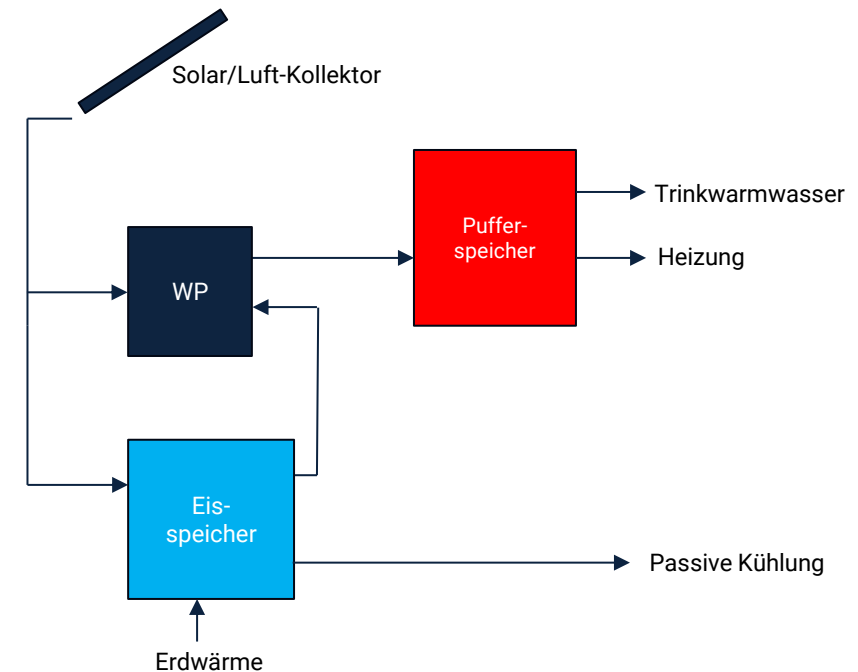 Solar/Luft-Kollektor
Puffer-
speicher
Trinkwarmwasser
Heizung
WP
Eis-
speicher
Passive Kühlung
Erdwärme